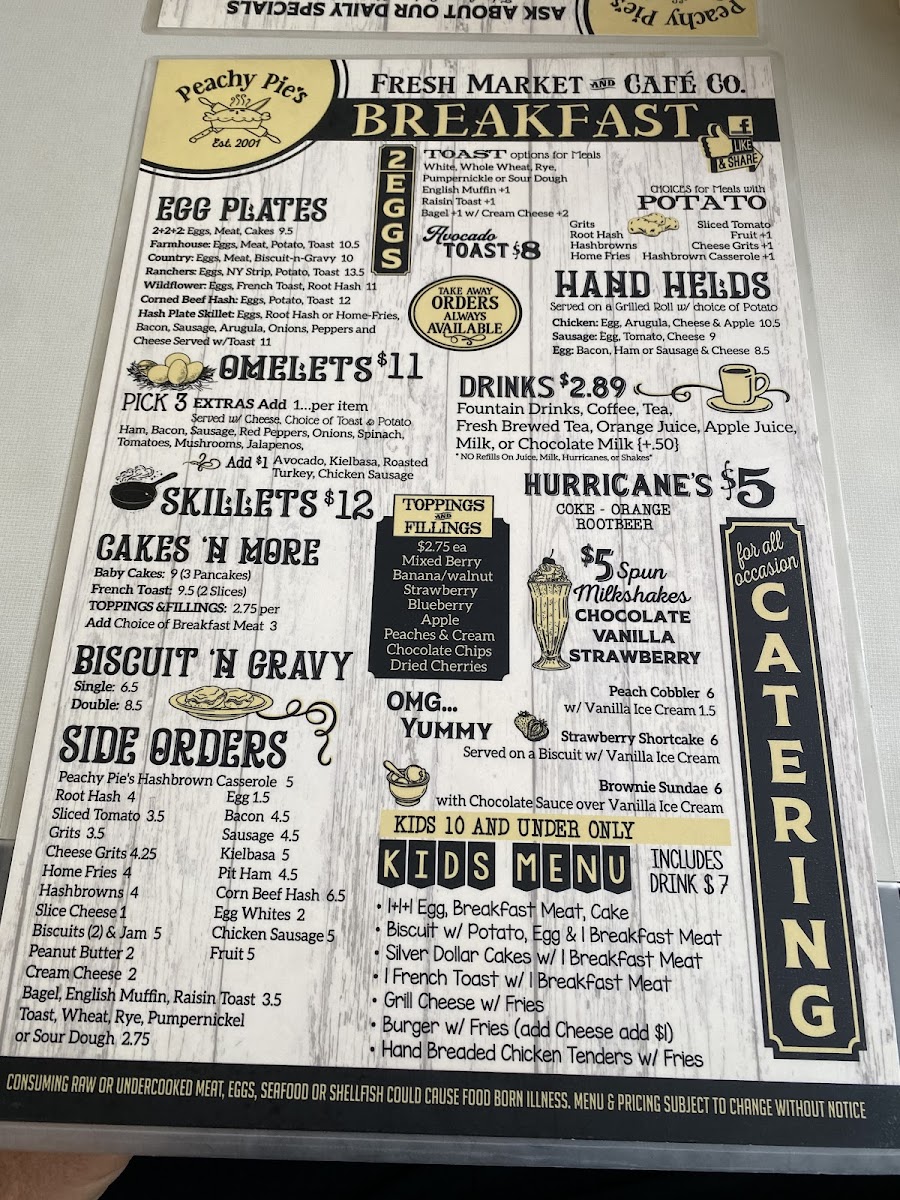 ASK ABOUT OUR DAILY SPECIALS
Peachy Pie's
Peachy Pie's
Est. 2001
FRESH MARKET AND CAFÉ CO.
BREAKFAST
f
LIKE
& SHARE
2 EGGS
TOAST options for Meals
White, Whole Wheat, Rye,
Pumpernickle or Sour Dough
English Muffin +1
Raisin Toast +1
Bagel +1 w/ Cream Cheese +2
Avocado
TOAST $8
CHOICES for Meals with
POTATO
Grits
Root Hash
Hashbrowns
Home Fries
Sliced Tomato
Fruit +1
Cheese Grits +1
Hashbrown Casserole +1
EGG PLATES
2+2+2: Eggs, Meat, Cakes 9.5
Farmhouse: Eggs, Meat, Potato, Toast 10.5
Country: Eggs, Meat, Biscuit-n-Gravy 10
Ranchers: Eggs, NY Strip, Potato, Toast 13.5
Wildflower: Eggs, French Toast, Root Hash 11
Corned Beef Hash: Eggs, Potato, Toast 12
Hash Plate Skillet: Eggs, Root Hash or Home-Fries,
Bacon, Sausage, Arugula, Onions, Peppers and
Cheese Served w/Toast 11
TAKE AWAY
ORDERS
ALWAYS
AVAILABLE
HAND HELDS
Served on a Grilled Roll w/ choice of Potato
Chicken: Egg, Arugula, Cheese & Apple 10.5
Sausage: Egg, Tomato, Cheese 9
Egg: Bacon, Ham or Sausage & Cheese 8.5
OMELETS $11
PICK 3 EXTRAS Add 1...per item
Served w/ Cheese, Choice of Toast & Potato
Ham, Bacon, Sausage, Red Peppers, Onions, Spinach,
Tomatoes, Mushrooms, Jalapenos,
Add $1 Avocado, Kielbasa, Roasted
Turkey, Chicken Sausage
DRINKS $2.89
Fountain Drinks, Coffee, Tea,
Fresh Brewed Tea, Orange Juice, Apple Juice,
Milk, or Chocolate Milk {+.50}
*NO Refills On Juice, Milk, Hurricanes, or Shakes*
SKILLETS $12
HURRICANE'S $5
COKE - ORANGE
ROOTBEER
CAKES 'N MORE
Baby Cakes: 9 (3 Pancakes)
French Toast: 9.5 (2 Slices)
TOPPINGS & FILLINGS: 2.75 per
Add Choice of Breakfast Meat 3
TOPPINGS
AND
FILLINGS
$2.75 ea
Mixed Berry
Banana/walnut
Strawberry
Blueberry
Apple
Peaches & Cream
Chocolate Chips
Dried Cherries
$5 Spun
Milkshakes
CHOCOLATE
VANILLA
STRAWBERRY
for all
occasion
CATERING
BISCUIT 'N GRAVY
Single: 6.5
Double: 8.5
OMG...
YUMMY
Peach Cobbler 6
w/ Vanilla Ice Cream 1.5
Strawberry Shortcake 6
Served on a Biscuit w/ Vanilla Ice Cream
Brownie Sundae 6
with Chocolate Sauce over Vanilla Ice Cream
SIDE ORDERS
Peachy Pie's Hashbrown Casserole 5
Root Hash 4
Sliced Tomato 3.5
Grits 3.5
Cheese Grits 4.25
Home Fries 4
Hashbrowns 4
Slice Cheese 1
Biscuits (2) & Jam 5
Peanut Butter 2
Cream Cheese 2
Bagel, English Muffin, Raisin Toast 3.5
Toast, Wheat, Rye, Pumpernickel
or Sour Dough 2.75
Egg 1.5
Bacon 4.5
Sausage 4.5
Kielbasa 5
Pit Ham 4.5
Corn Beef Hash 6.5
Egg Whites 2
Chicken Sausage 5
Fruit 5
KIDS 10 AND UNDER ONLY
KIDS MENU
INCLUDES
DRINK $7
• 1+1+1 Egg, Breakfast Meat, Cake
• Biscuit w/ Potato, Egg & 1 Breakfast Meat
• Silver Dollar Cakes w/ 1 Breakfast Meat
• 1 French Toast w/ 1 Breakfast Meat
• Grill Cheese w/ Fries
• Burger w/ Fries (add Cheese add $1)
• Hand Breaded Chicken Tenders w/ Fries
CONSUMING RAW OR UNDERCOOKED MEAT, EGGS, SEAFOOD OR SHELLFISH COULD CAUSE FOOD BORN ILLNESS. MENU & PRICING SUBJECT TO CHANGE WITHOUT NOTICE